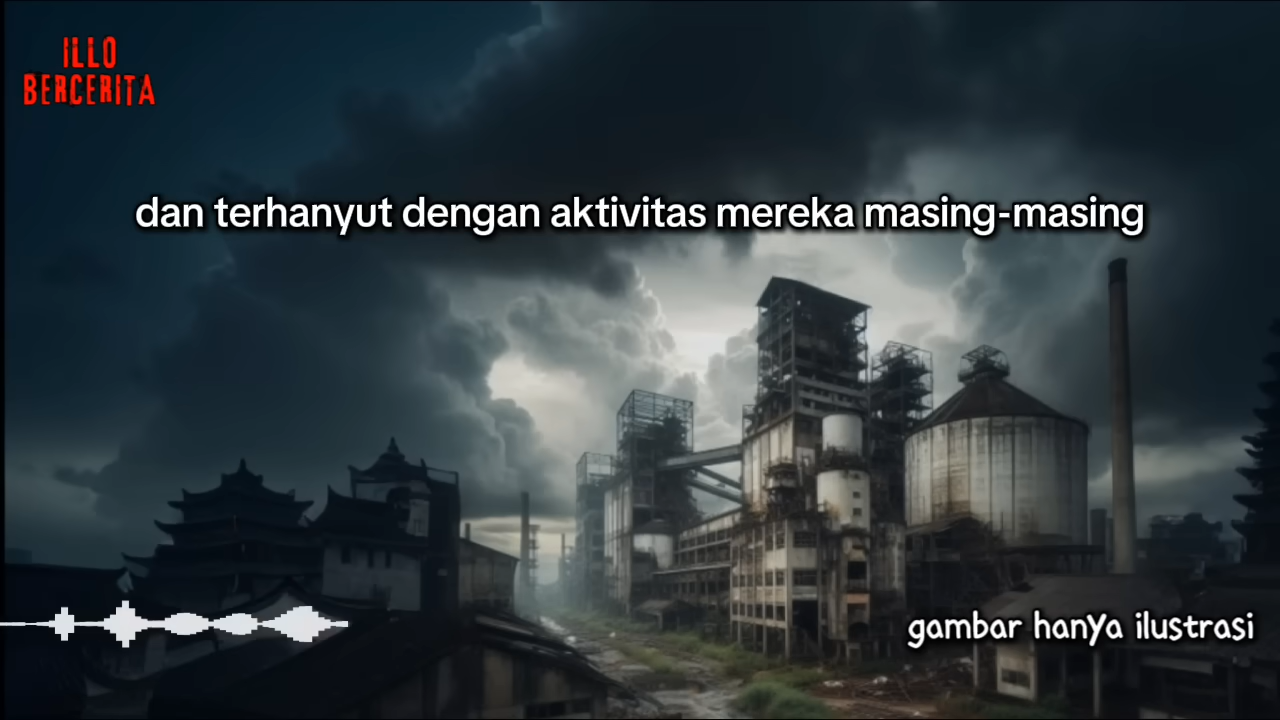 ILLO
BERCERITA
dan terhanyut dengan aktivitas mereka masing-masing
gambar hanya ilustrasi